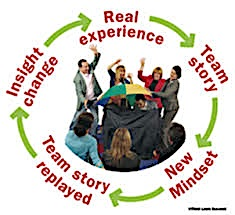 Real
experience
Team
story
New
Mindset
Team story
replayed
Insight
change